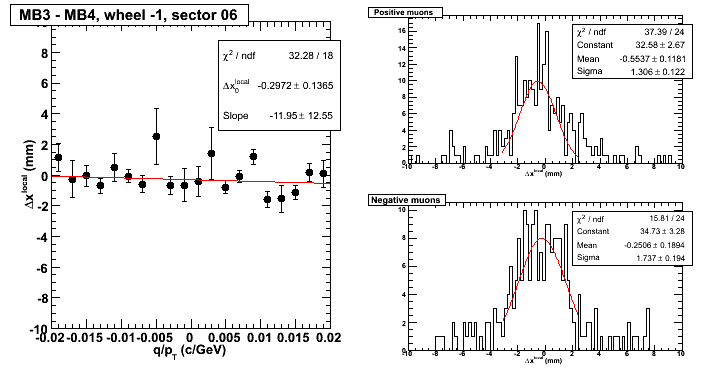 MB3 - MB4, wheel -1, sector 06
χ² / ndf 32.28 / 18
Δx₀^local -0.2972 ± 0.1365
Slope -11.95 ± 12.55
Δx^local (mm)
8
6
4
2
0
-2
-4
-6
-8
-10
-0.02 -0.015 -0.01 -0.005 0 0.005 0.01 0.015 0.02
q/p_T (c/GeV)
Positive muons
χ² / ndf 37.39 / 24
Constant 32.58 ± 2.67
Mean -0.5537 ± 0.1181
Sigma 1.306 ± 0.122
16
14
12
10
8
6
4
2
0
-10 -8 -6 -4 -2 0 2 4 6 8 10
Δx^local (mm)
Negative muons
χ² / ndf 15.81 / 24
Constant 34.73 ± 3.28
Mean -0.2506 ± 0.1894
Sigma 1.737 ± 0.194
10
8
6
4
2
0
-10 -8 -6 -4 -2 0 2 4 6 8 10
Δx^local (mm)